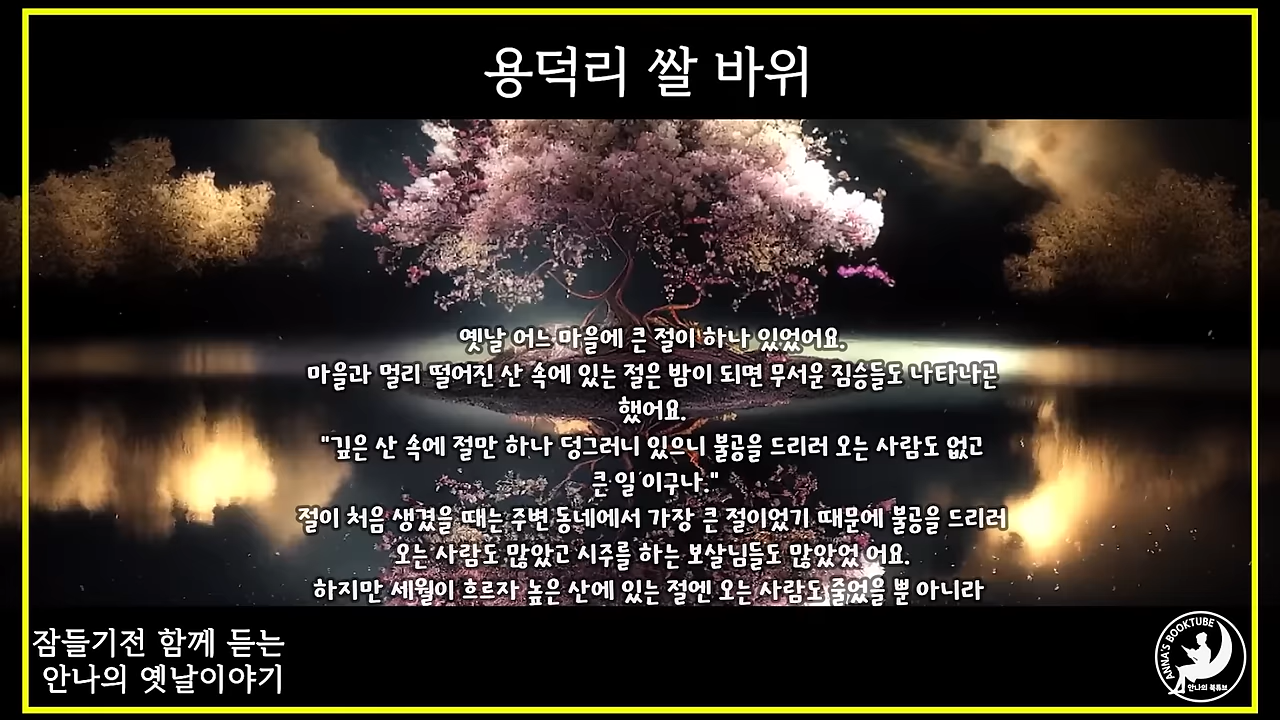 용덕리 쌀 바위
옛날 어느 마을에 큰 절이 하나 있었어요.
마을과 멀리 떨어진 산 속에 있는 절은 밤이 되면 무서운 짐승들도 나타나곤
했어요.
"깊은 산 속에 절만 하나 덩그러니 있으니 불공을 드리러 오는 사람도 없고
큰 일 이구나."
절이 처음 생겼을 때는 주변 동네에서 가장 큰 절이었기 때문에 불공을 드리러
오는 사람도 많았고 시주를 하는 보살님들도 많았었 어요.
하지만 세월이 흐르자 높은 산에 있는 절엔 오는 사람도 줄었을 뿐 아니라
잠들기전 함께 듣는
안나의 옛날이야기
ANNA'S BOOKTUBE
안나의 북튜브